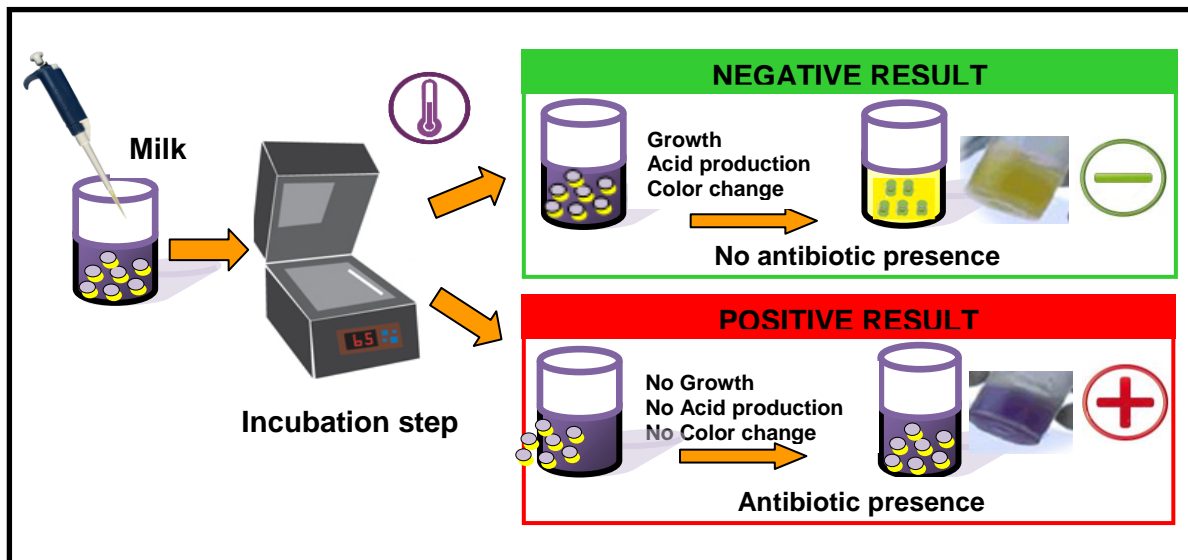 Milk
65
Incubation step
NEGATIVE RESULT
Growth
Acid production
Color change
No antibiotic presence
POSITIVE RESULT
No Growth
No Acid production
No Color change
Antibiotic presence